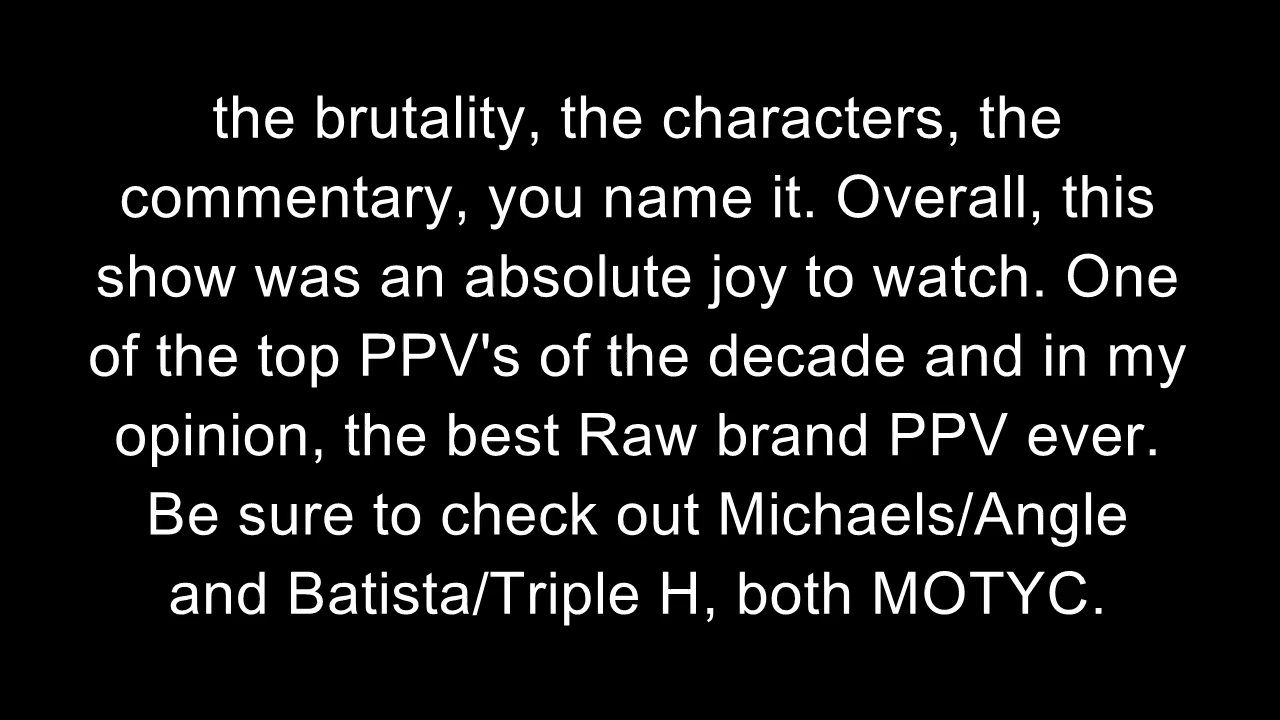 the brutality, the characters, the
commentary, you name it. Overall, this
show was an absolute joy to watch. One
of the top PPV's of the decade and in my
opinion, the best Raw brand PPV ever.
Be sure to check out Michaels/Angle
and Batista/Triple H, both MOTYC.